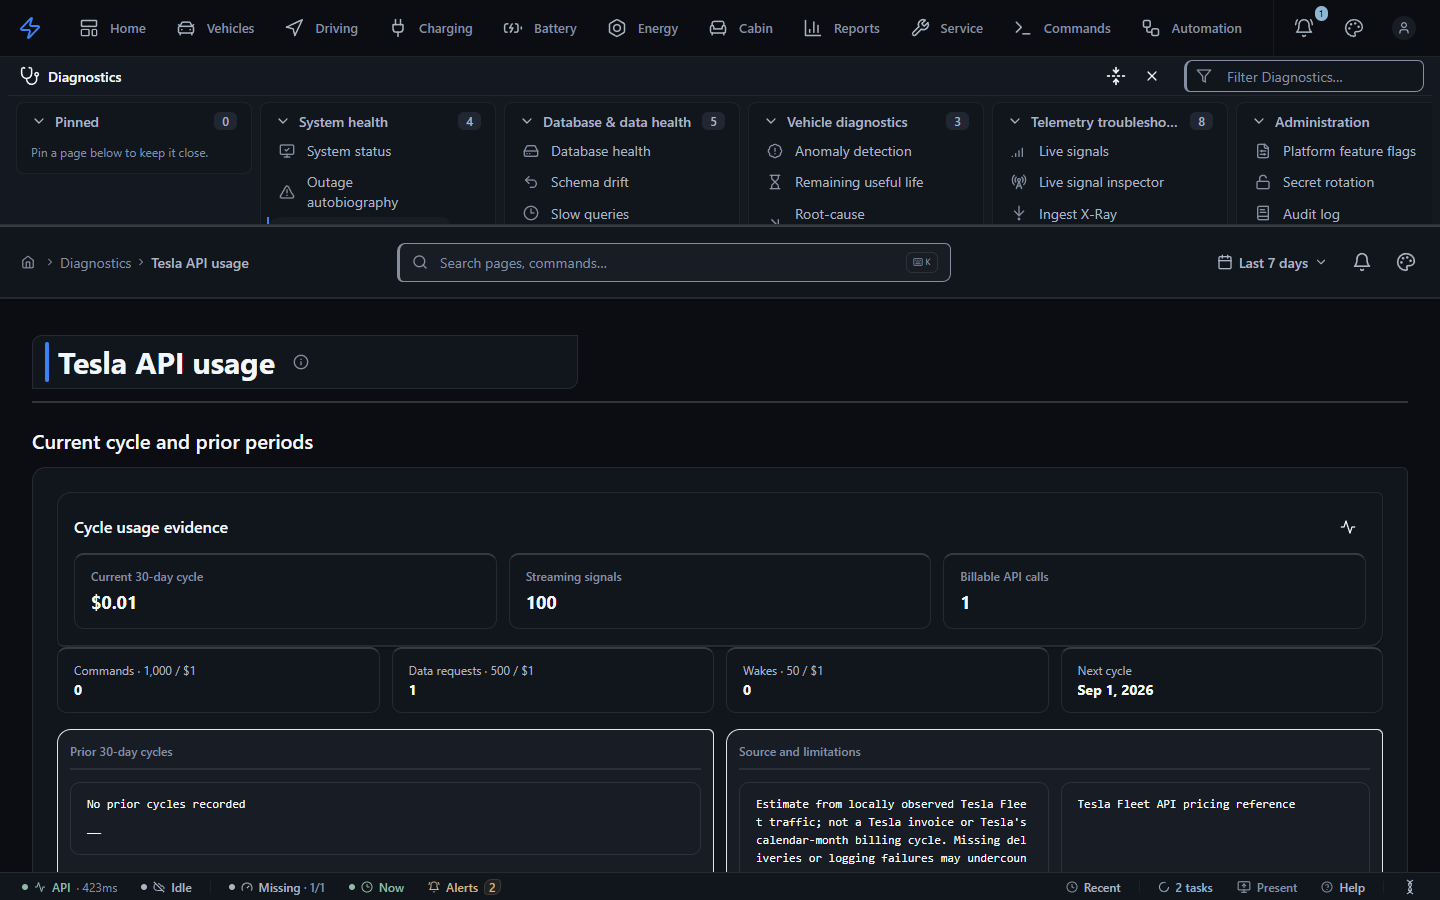 Home
Vehicles
Driving
Charging
Battery
Energy
Cabin
Reports
Service
Commands
Automation
1
Diagnostics
Filter Diagnostics...
Pinned
0
Pin a page below to keep it close.
System health
4
System status
Outage
autobiography
Database & data health
5
Database health
Schema drift
Slow queries
Vehicle diagnostics
3
Anomaly detection
Remaining useful life
Root-cause
Telemetry troublesho...
8
Live signals
Live signal inspector
Ingest X-Ray
Administration
Platform feature flags
Secret rotation
Audit log
Diagnostics
Tesla API usage
Search pages, commands...
K
Last 7 days
Tesla API usage
Current cycle and prior periods
Cycle usage evidence
Current 30-day cycle
$0.01
Streaming signals
100
Billable API calls
1
Commands · 1,000 / $1
0
Data requests · 500 / $1
1
Wakes · 50 / $1
0
Next cycle
Sep 1, 2026
Prior 30-day cycles
No prior cycles recorded
—
Source and limitations
Estimate from locally observed Tesla Flee
t traffic; not a Tesla invoice or Tesla's
calendar-month billing cycle. Missing del
iveries or logging failures may undercoun
Tesla Fleet API pricing reference
API · 423ms
Idle
Missing · 1/1
Now
Alerts 2
Recent
2 tasks
Present
Help